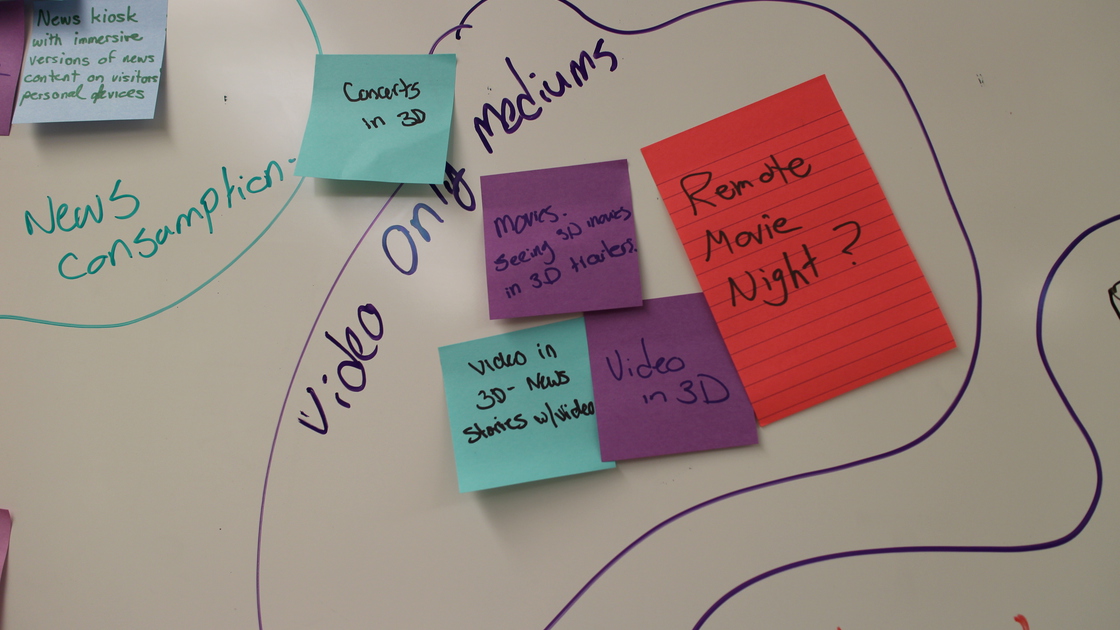 News kiosk
with immersive
versions of news
content on visitors
personal devices
News
Consumption
Concerts
in 3D
Video only mediums
Movies.
Seeing 3D movies
in 3D trailers.
Remote
Movie
Night?
Video in
3D- News
Stories w/video
Video
in 3D